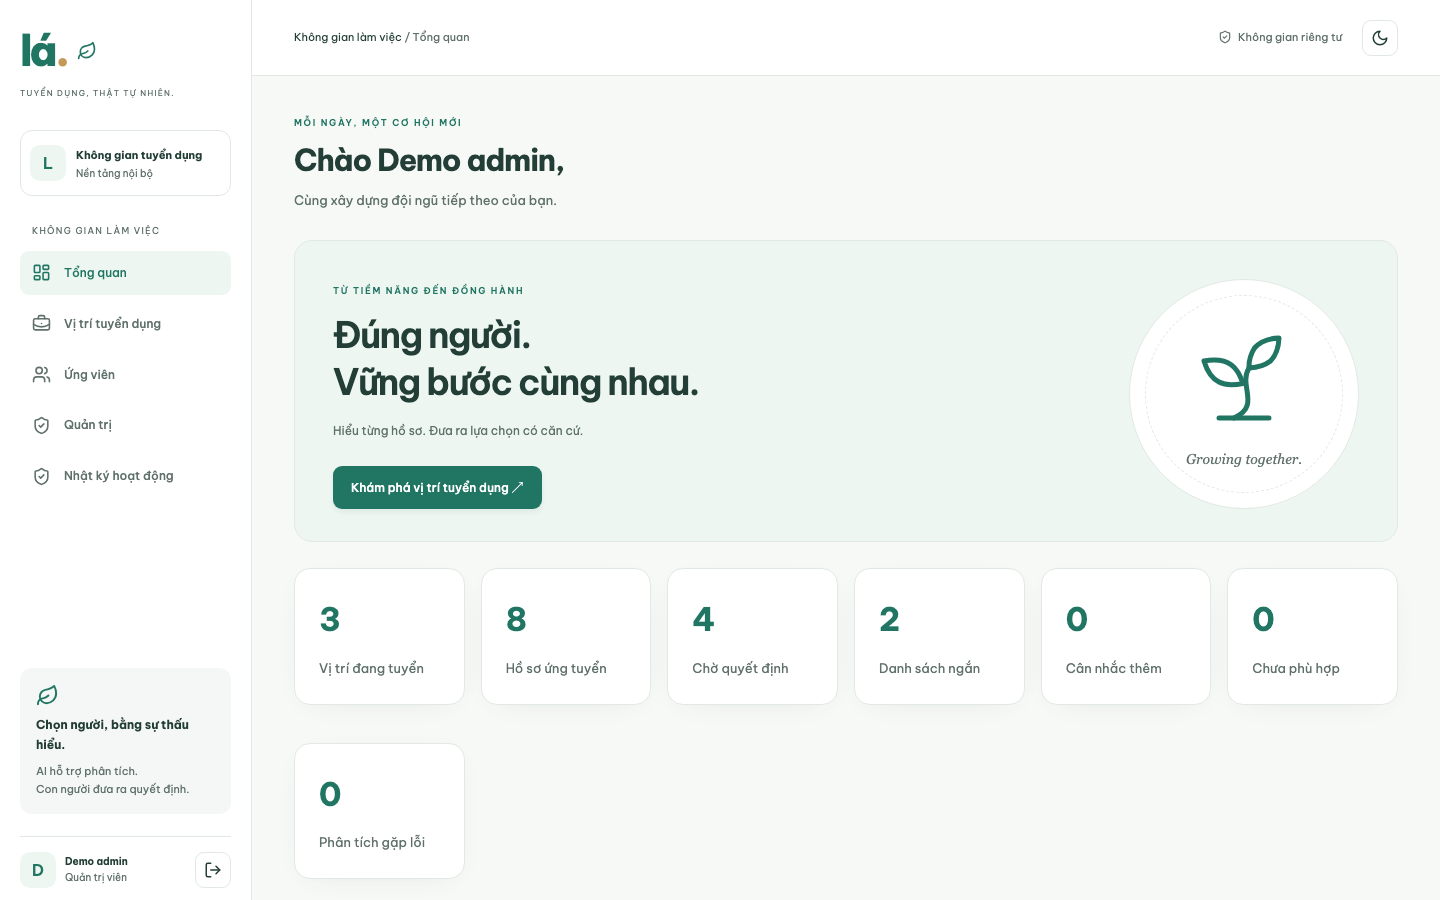 lá.
TUYỂN DỤNG, THẬT TỰ NHIÊN.
L
Không gian tuyển dụng
Nền tảng nội bộ
KHÔNG GIAN LÀM VIỆC
Tổng quan
Vị trí tuyển dụng
Ứng viên
Quản trị
Nhật ký hoạt động
Chọn người, bằng sự thấu
hiểu.
AI hỗ trợ phân tích.
Con người đưa ra quyết định.
D
Demo admin
Quản trị viên
Không gian làm việc / Tổng quan
Không gian riêng tư
MỖI NGÀY, MỘT CƠ HỘI MỚI
Chào Demo admin,
Cùng xây dựng đội ngũ tiếp theo của bạn.
TỪ TIỀM NĂNG ĐẾN ĐỒNG HÀNH
Đúng người.
Vững bước cùng nhau.
Hiểu từng hồ sơ. Đưa ra lựa chọn có căn cứ.
Khám phá vị trí tuyển dụng ↗
Growing together.
3
Vị trí đang tuyển
8
Hồ sơ ứng tuyển
4
Chờ quyết định
2
Danh sách ngắn
0
Cân nhắc thêm
0
Chưa phù hợp
0
Phân tích gặp lỗi